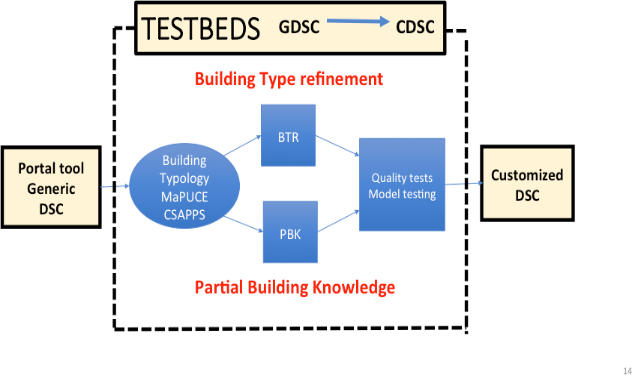 TESTBEDS GDSC CDSC
Building Type refinement
BTR
Portal tool
Generic
DSC
Building
Typology
MaPUCE
CSAPPS
Quality tests
Model testing
Customized
DSC
PBK
Partial Building Knowledge
14